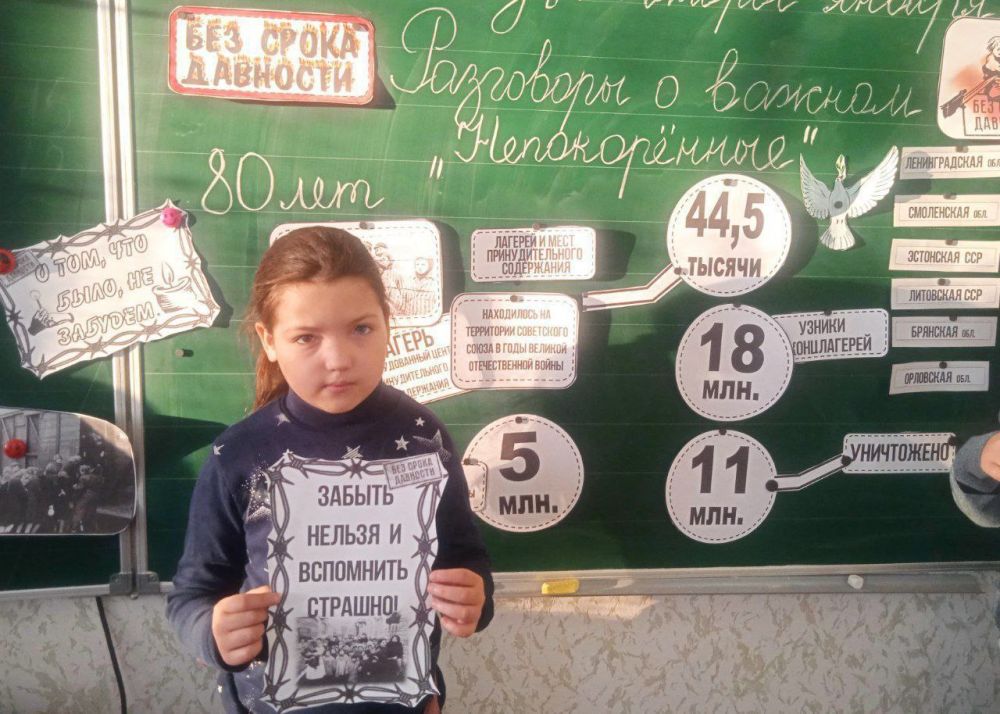 января
БЕЗ СРОКА
ДАВНОСТИ
Разговоры о важном
"Непокорённые"
80 лет
О ТОМ, ЧТО
БЫЛО, НЕ
ЗАБУДЕМ.
ЛАГЕРЕЙ И МЕСТ
ПРИНУДИТЕЛЬНОГО
СОДЕРЖАНИЯ
44,5
ТЫСЯЧИ
НАХОДИЛОСЬ НА
ТЕРРИТОРИИ СОВЕТСКОГО
СОЮЗА В ГОДЫ ВЕЛИКОЙ
ОТЕЧЕСТВЕННОЙ ВОЙНЫ
18
МЛН.
УЗНИКИ
КОНЦЛАГЕРЕЙ
5
МЛН.
11
МЛН.
УНИЧТОЖЕНО
ЛЕНИНГРАДСКАЯ ОБЛ
СМОЛЕНСКАЯ ОБЛ.
ЭСТОНСКАЯ ССР
ЛИТОВСКАЯ ССР
БРЯНСКАЯ ОБЛ.
ОРЛОВСКАЯ ОБЛ.
БЕЗ СРОКА
ДАВНОСТИ
ЗАБЫТЬ
НЕЛЬЗЯ И
ВСПОМНИТЬ
СТРАШНО!